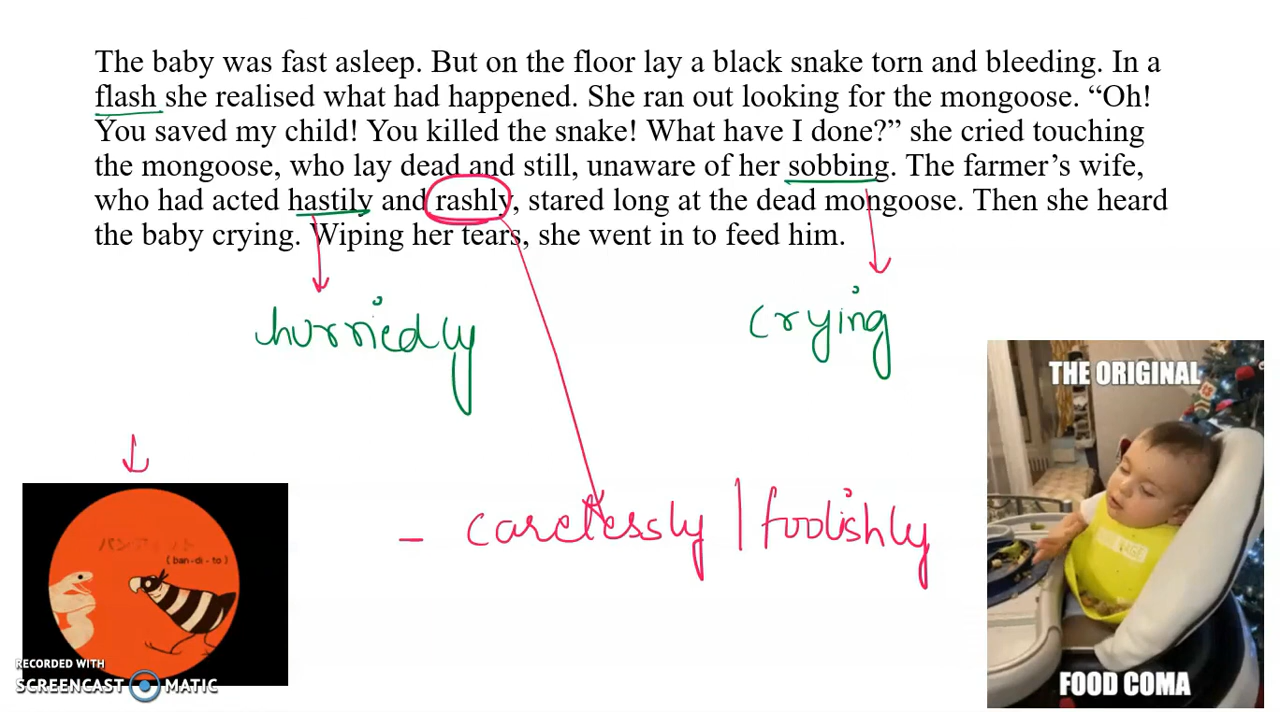 The baby was fast asleep. But on the floor lay a black snake torn and bleeding. In a
flash she realised what had happened. She ran out looking for the mongoose. “Oh!
You saved my child! You killed the snake! What have I done?” she cried touching
the mongoose, who lay dead and still, unaware of her sobbing. The farmer’s wife,
who had acted hastily and rashly, stared long at the dead mongoose. Then she heard
the baby crying. Wiping her tears, she went in to feed him.
hurriedly
crying
- carelessly | foolishly
(ban-di-to)
THE ORIGINAL
FOOD COMA
RECORDED WITH
SCREENCAST MATIC